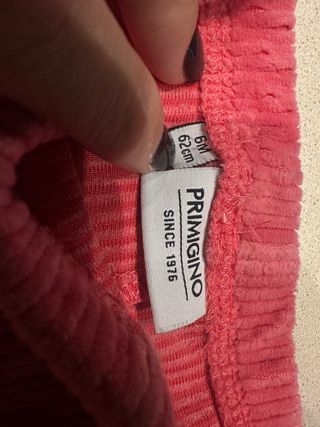 6M
62cm
PRIMIGINO
SINCE 1976